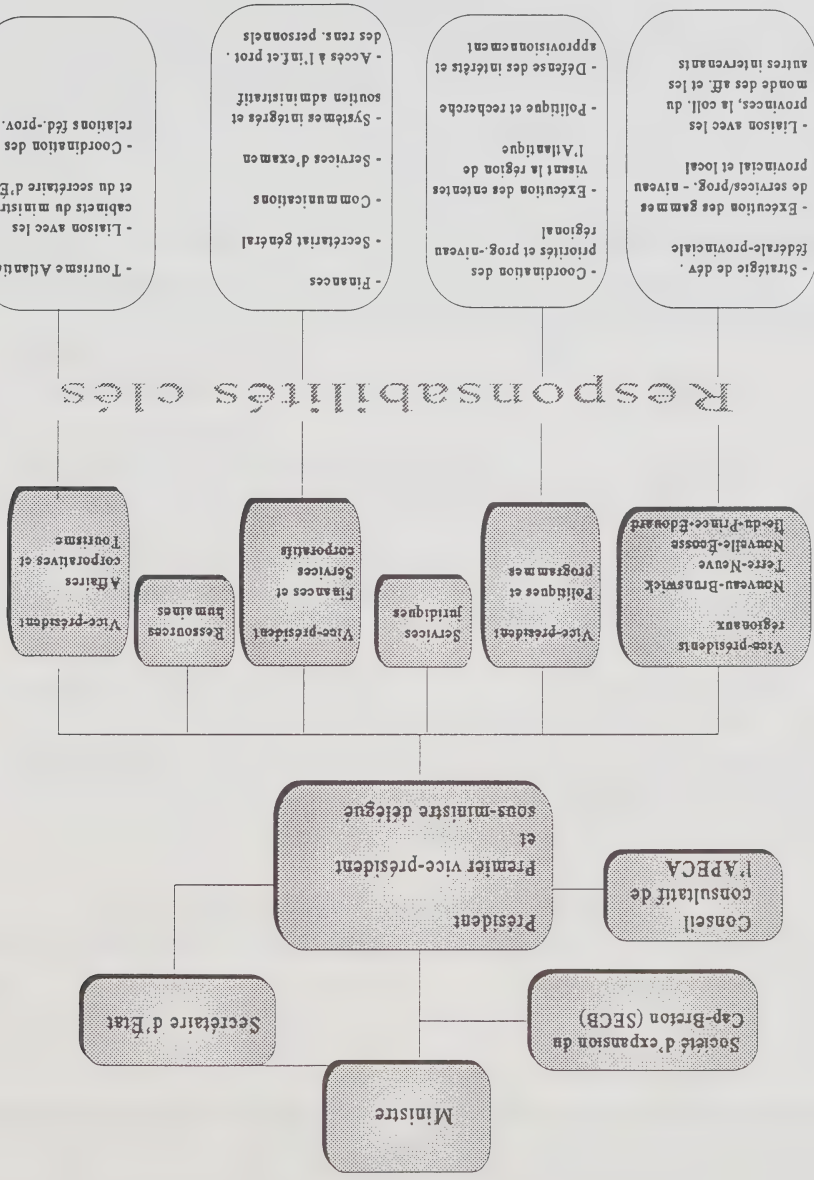 Ministre
Société d'expansion du
Cap-Breton (SECB)
Secrétaire d'État
Conseil
consultatif de
l'APECA
Président
Premier vice-président
et
sous-ministre délégué
Vice-présidents
régionaux
Nouveau-Brunswick
Terre-Neuve
Nouvelle-Écosse
Île-du-Prince-Édouard
Vice-président
Politiques et
programmes
Services
juridiques
Vice-président
Finances et
Services
corporatifs
Ressources
humaines
Vice-président
Affaires
corporatives et
Tourisme
Responsabilités clés
- Stratégie de dév.
fédérale-provinciale
- Exécution des gammes
de services/prog. - niveau
provincial et local
- Liaison avec les
provinces, la coll. du
monde des aff. et les
autres intervenants
- Coordination des
priorités et prog.-niveau
régional
- Exécution des ententes
visant la région de
l'Atlantique
- Politique et recherche
- Défense des intérêts et
approvisionnement
- Finances
- Secrétariat général
- Communications
- Services d'examen
- Systèmes intégrés et
soutien administratif
- Accès à l'inf.et prot.
des rens. personnels
- Tourisme Atlanti
- Liaison avec les
cabinets du ministr
et du secrétaire d'É
- Coordination des
relations féd.-prov.